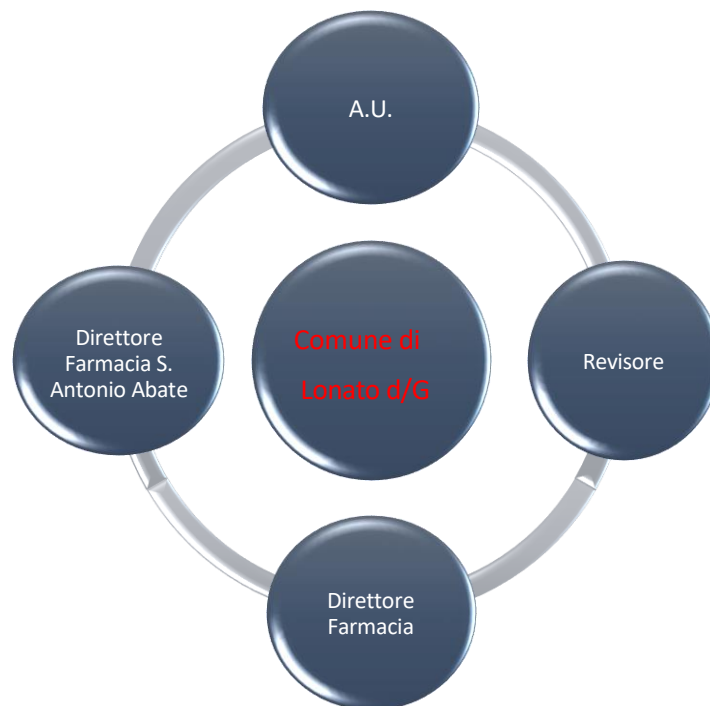 A.U.
Direttore
Farmacia S.
Antonio Abate
Comune di
Lonato d/G
Revisore
Direttore
Farmacia